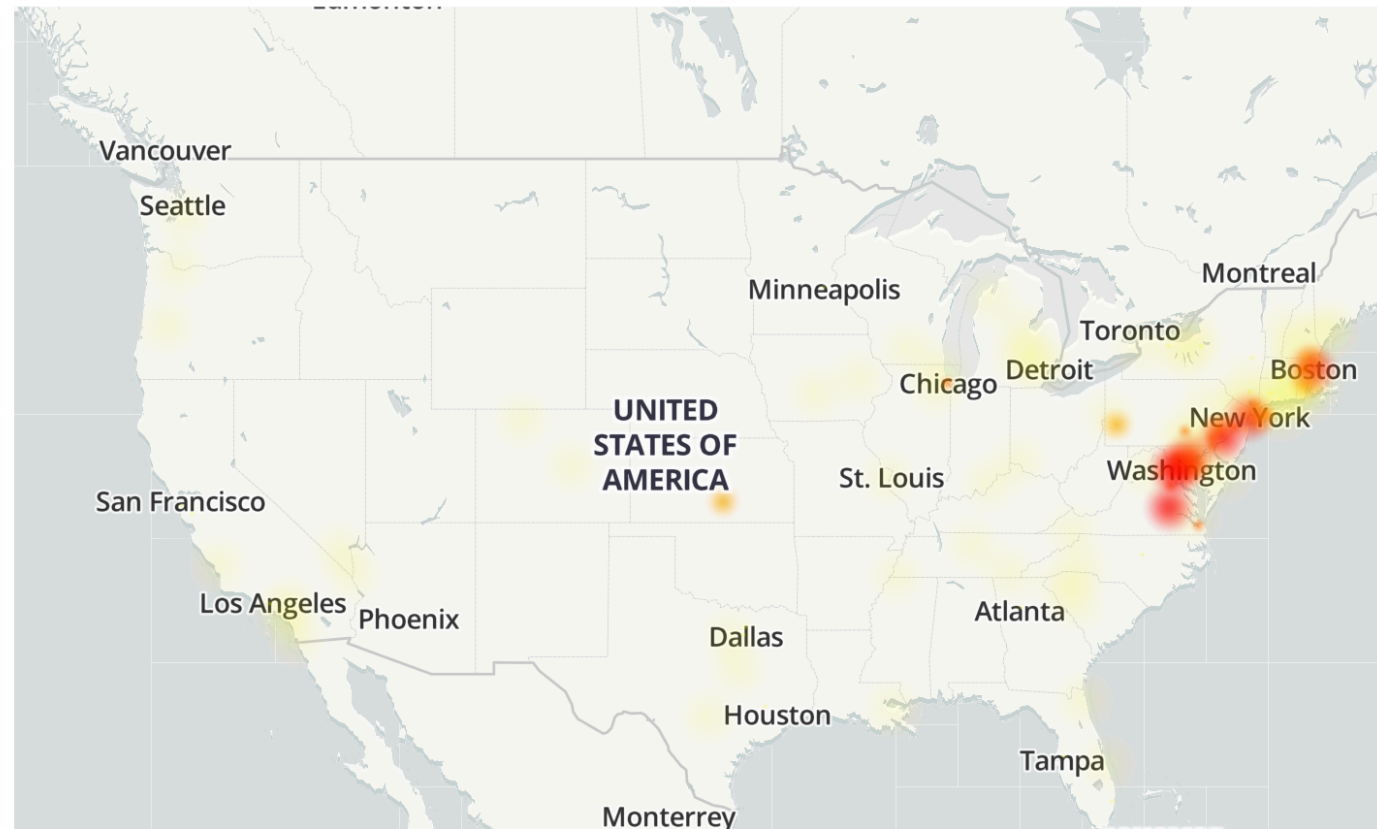 Edmonton
Vancouver
Seattle
Minneapolis
Montreal
Toronto
Detroit
Boston
Chicago
UNITED
STATES OF
AMERICA
New York
Washington
St. Louis
San Francisco
Los Angeles
Phoenix
Atlanta
Dallas
Houston
Tampa
Monterrey